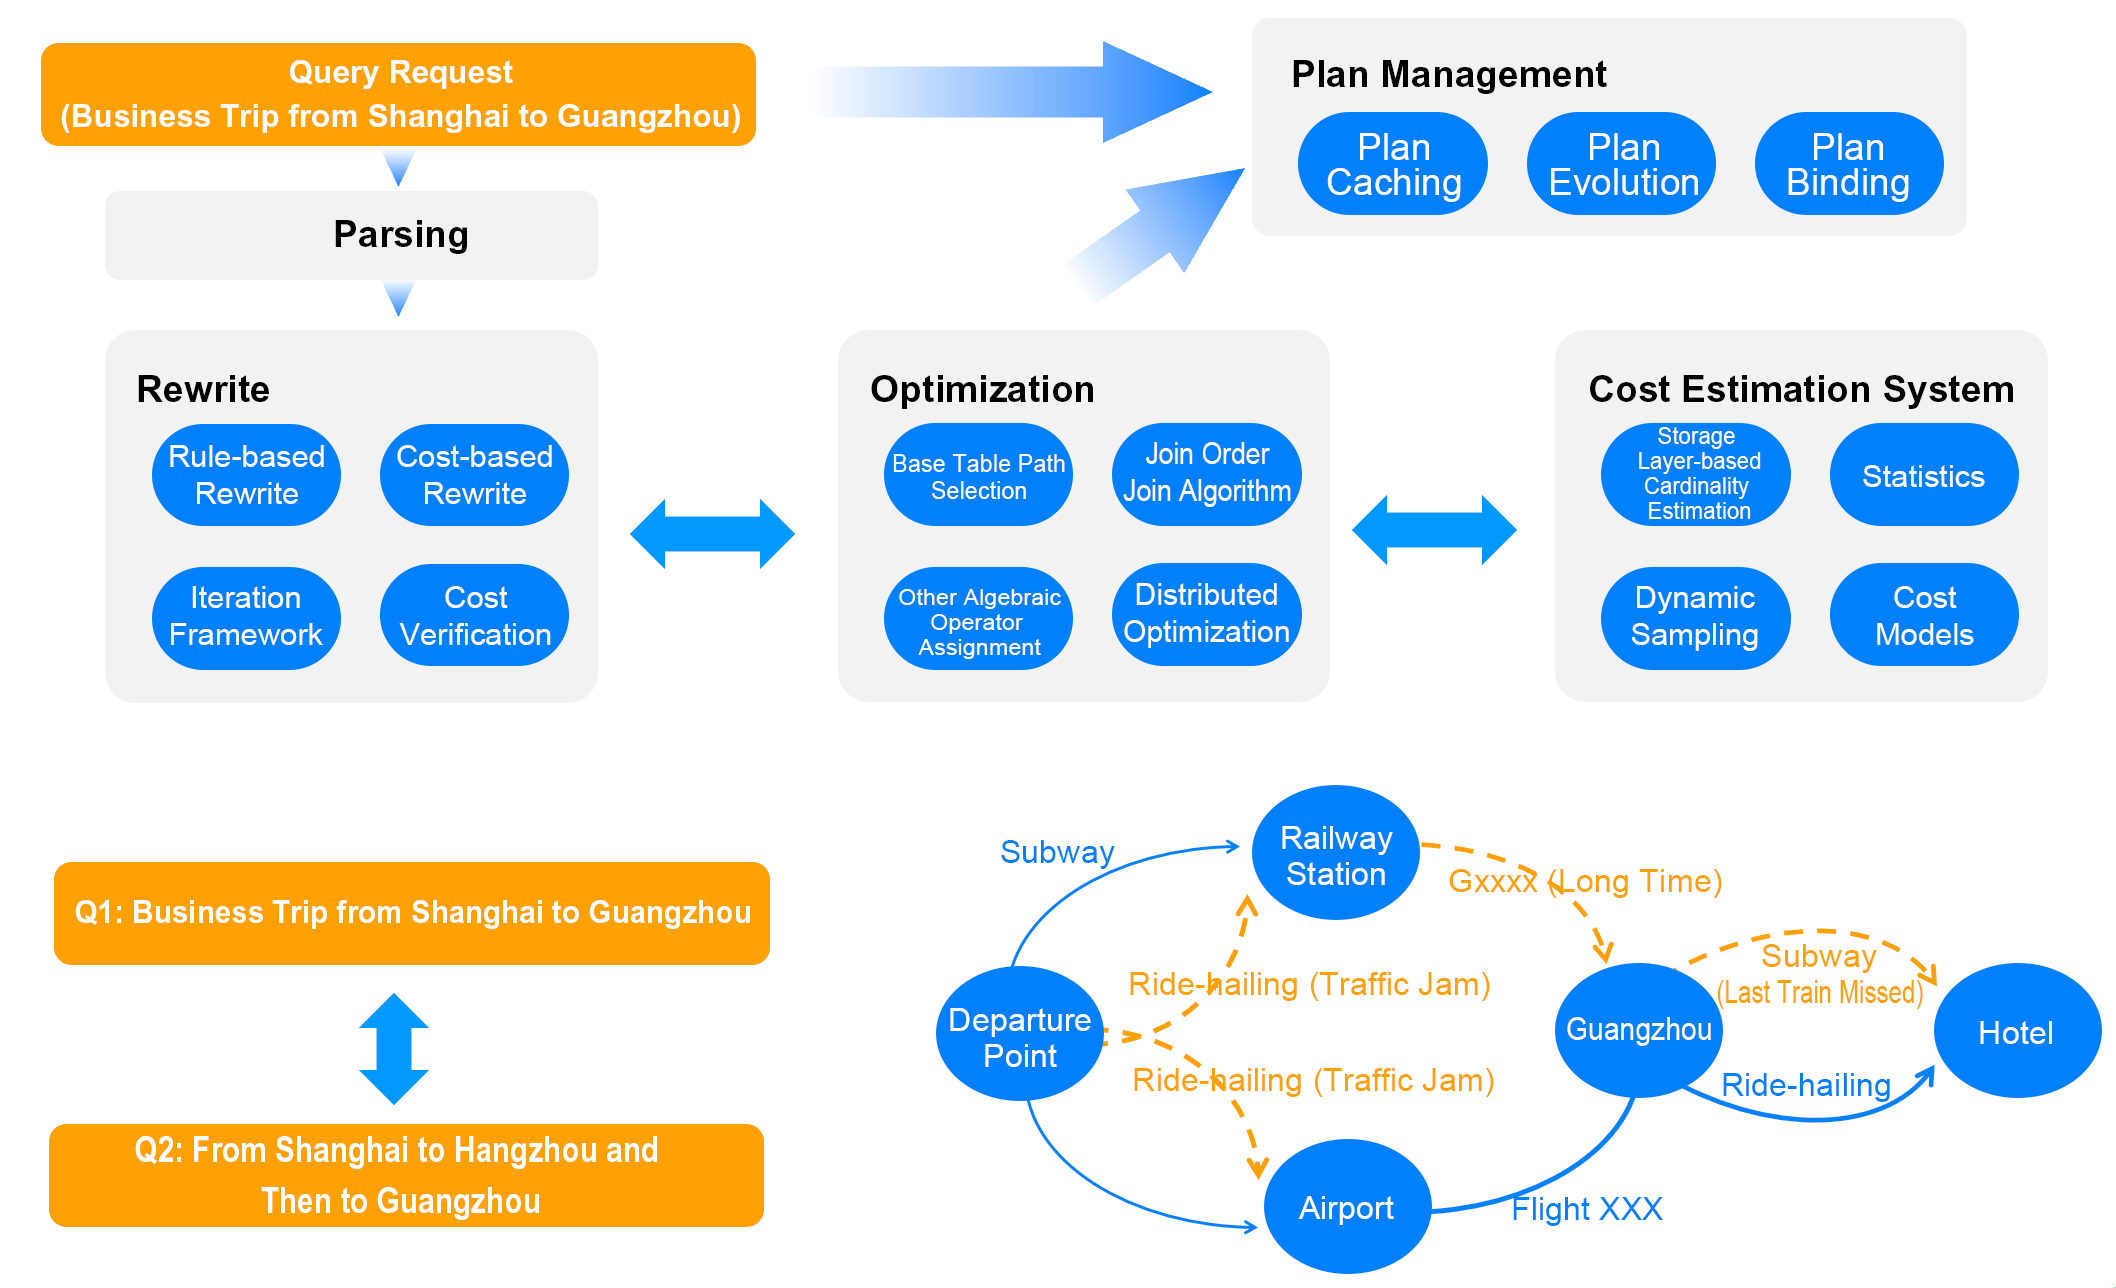 Query Request
(Business Trip from Shanghai to Guangzhou)
Plan Management
Plan
Caching
Plan
Evolution
Plan
Binding
Parsing
Rewrite
Rule-based
Rewrite
Cost-based
Rewrite
Iteration
Framework
Cost
Verification
Optimization
Base Table Path
Selection
Join Order
Join Algorithm
Other Algebraic
Operator
Assignment
Distributed
Optimization
Cost Estimation System
Storage
Layer-based
Cardinality
Estimation
Statistics
Dynamic
Sampling
Cost
Models
Q1: Business Trip from Shanghai to Guangzhou
Q2: From Shanghai to Hangzhou and
Then to Guangzhou
Subway
Railway
Station
Gxxxx (Long Time)
Ride-hailing (Traffic Jam)
Departure
Point
Ride-hailing (Traffic Jam)
Subway
(Last Train Missed)
Guangzhou
Hotel
Ride-hailing
Airport
Flight XXX